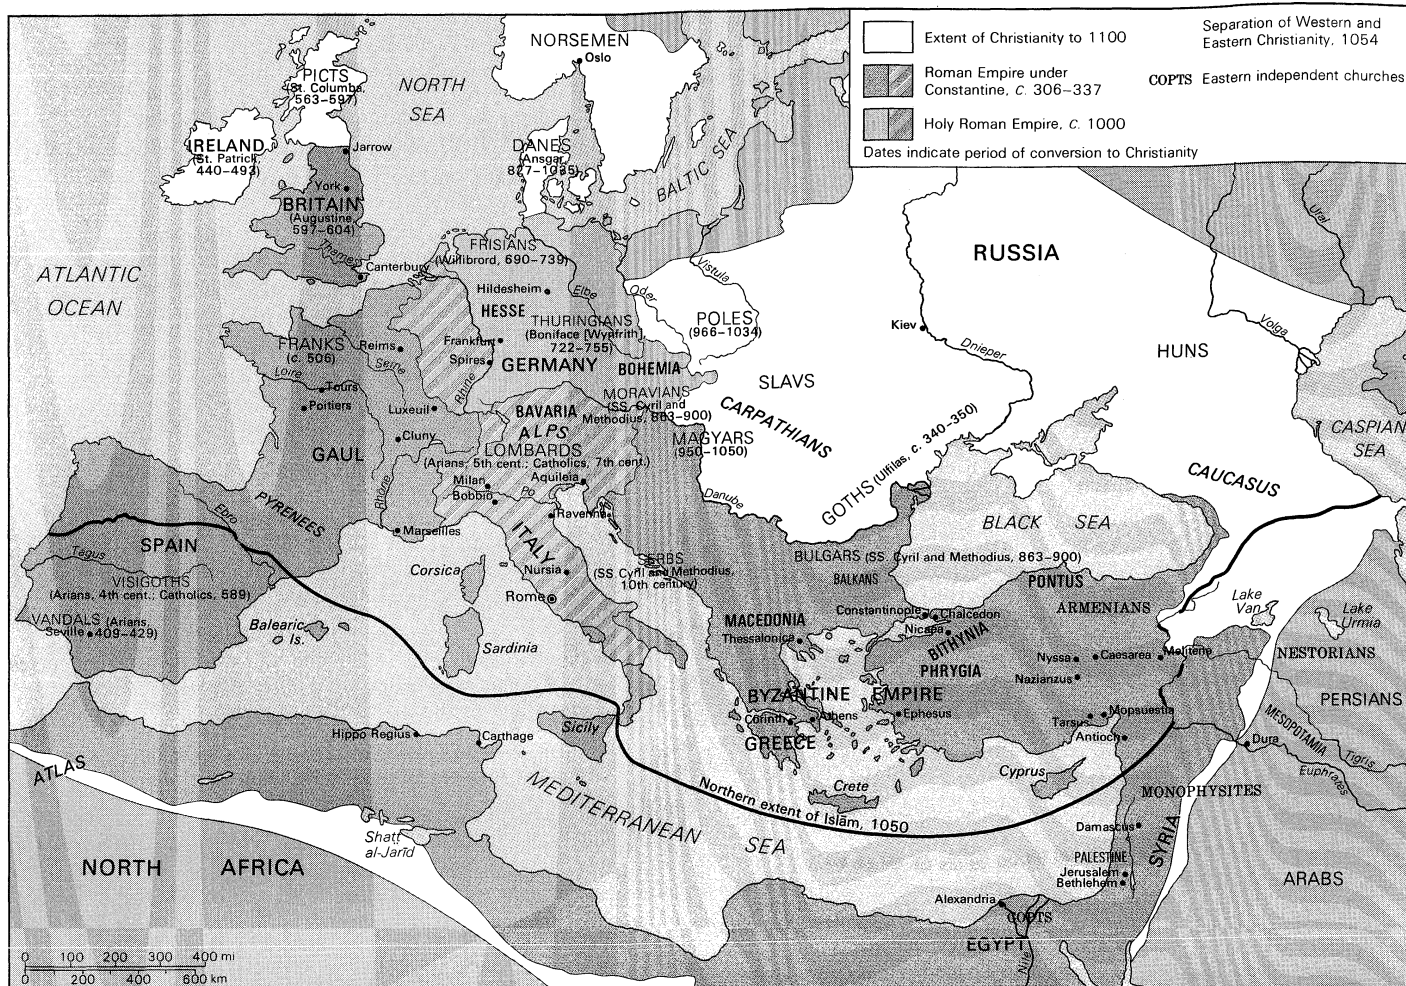 Extent of Christianity to 1100
Roman Empire under
Constantine, c. 306–337
Holy Roman Empire, c. 1000
Dates indicate period of conversion to Christianity
Separation of Western and
Eastern Christianity, 1054
COPTS Eastern independent churches
NORSEMEN
Oslo
PICTS
(St. Columba,
563–597)
NORTH
SEA
IRELAND
(St. Patrick,
440–493)
Jarrow
DANES
(Ansgar,
827–1035)
BALTIC SEA
York
BRITAIN
(Augustine,
597–604)
Thames
Canterbury
ATLANTIC
OCEAN
FRISIANS
(Willibrord, 690–739)
Hildesheim
Elbe
HESSE
THURINGIANS
(Boniface [Wynfrith],
722–755)
Oder
Vistula
POLES
(966–1034)
RUSSIA
Ural
Volga
Kiev
Dnieper
HUNS
FRANKS
(c. 506)
Reims
Seine
Frankfurt
Spires
GERMANY
BOHEMIA
Loire
Tours
Poitiers
Rhine
Luxeuil
BAVARIA
ALPS
MORAVIANS
(SS. Cyril and
Methodius, 863–900)
SLAVS
CARPATHIANS
MAGYARS
(950–1050)
GOTHS (Ulfilas, c. 340–350)
CASPIAN
SEA
CAUCASUS
Cluny
GAUL
LOMBARDS
(Arians, 5th cent.; Catholics, 7th cent.)
Milan
Aquileia
Bobbio
Po
Rhône
Danube
Ravenna
Marseilles
PYRENEES
Ebro
SPAIN
Tagus
ITALY
BLACK SEA
Corsica
Nursia
SERBS
(SS. Cyril and Methodius,
10th century)
BULGARS (SS. Cyril and Methodius, 863–900)
BALKANS
PONTUS
VISIGOTHS
(Arians, 4th cent.; Catholics, 589)
Rome
ARMENIANS
Lake
Van
Lake
Urmia
VANDALS (Arians,
Seville 409–429)
Balearic
Is.
Sardinia
MACEDONIA
Thessalonica
Constantinople
Chalcedon
Nicaea
BITHYNIA
PHRYGIA
Nyssa
Caesarea
Melitene
Nazianzus
NESTORIANS
PERSIANS
BYZANTINE EMPIRE
Corinth
Athens
Ephesus
GREECE
Mopsuestia
Tarsus
Antioch
Dura
MESOPOTAMIA
Tigris
Euphrates
Hippo Regius
Carthage
Sicily
ATLAS
Crete
Cyprus
MONOPHYSITES
Northern extent of Islām, 1050
MEDITERRANEAN SEA
Shaṭṭ
al-Jarīd
Damascus
SYRIA
PALESTINE
Jerusalem
Bethlehem
NORTH AFRICA
ARABS
Alexandria
COPTS
EGYPT
Nile
0 100 200 300 400 mi
0 200 400 600 km